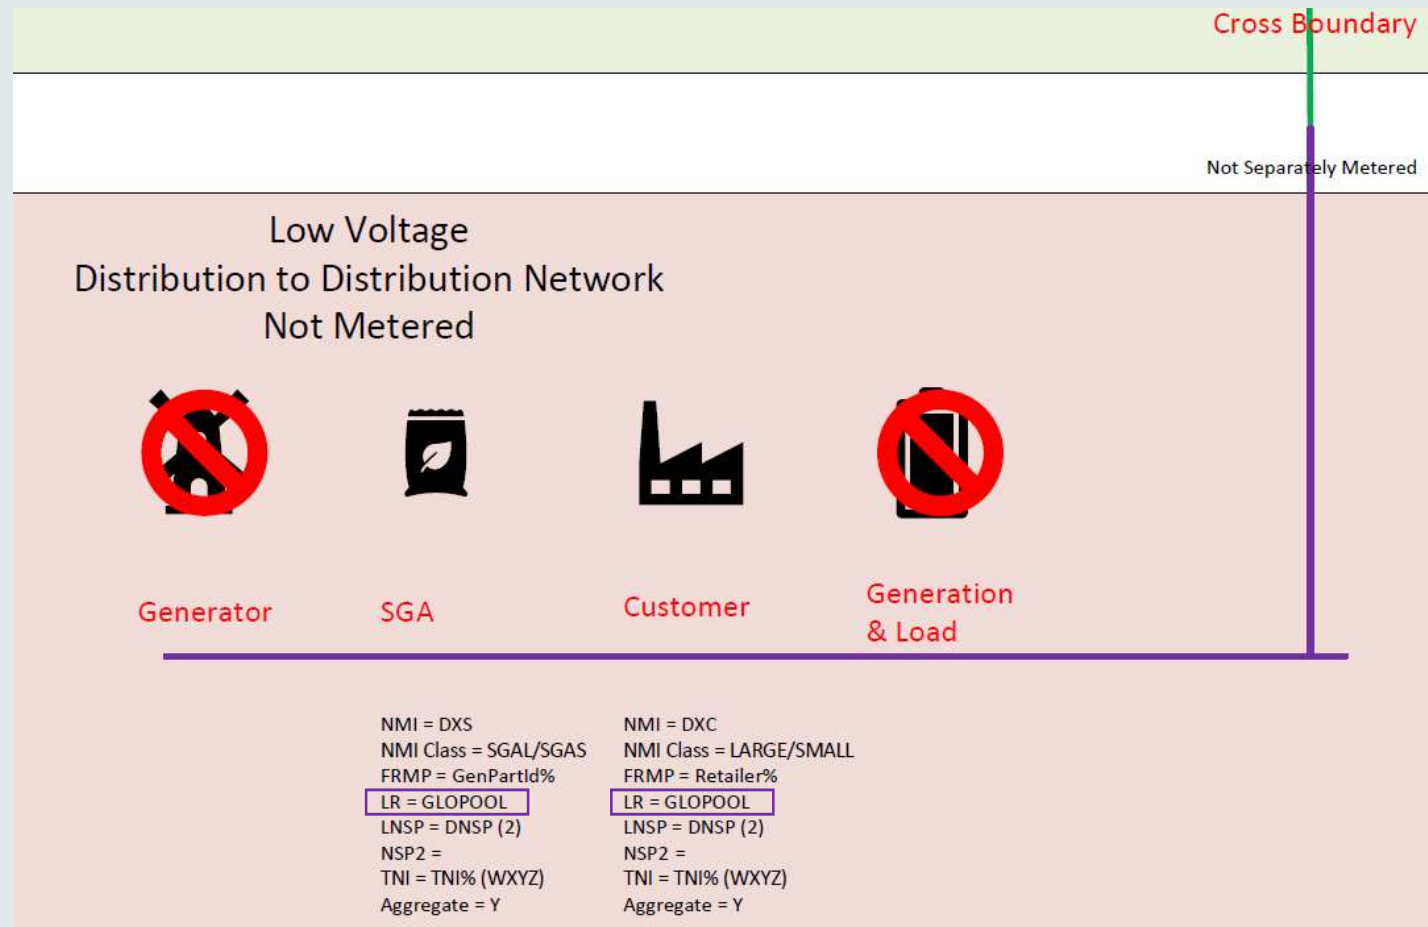 Cross Boundary
Not Separately Metered
Low Voltage
Distribution to Distribution Network
Not Metered
Generator
SGA
Customer
Generation
& Load
NMI = DXS
NMI Class = SGAL/SGAS
FRMP = GenPartId%
LR = GLOPOOL
LNSP = DNSP (2)
NSP2 =
TNI = TNI% (WXYZ)
Aggregate = Y
NMI = DXC
NMI Class = LARGE/SMALL
FRMP = Retailer%
LR = GLOPOOL
LNSP = DNSP (2)
NSP2 =
TNI = TNI% (WXYZ)
Aggregate = Y